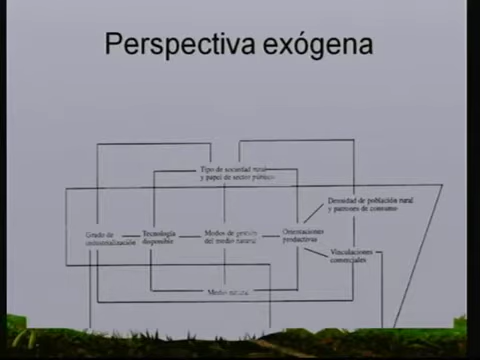 Perspectiva exógena
Tipo de sociedad rural
y papel de sector público
Densidad de población rural
y patrones de consumo
Grado de
Tecnología
disponible
Modos de gestión
del medio natural
Orientaciones
productivas
Vinculaciones
comerciales
Medio natural